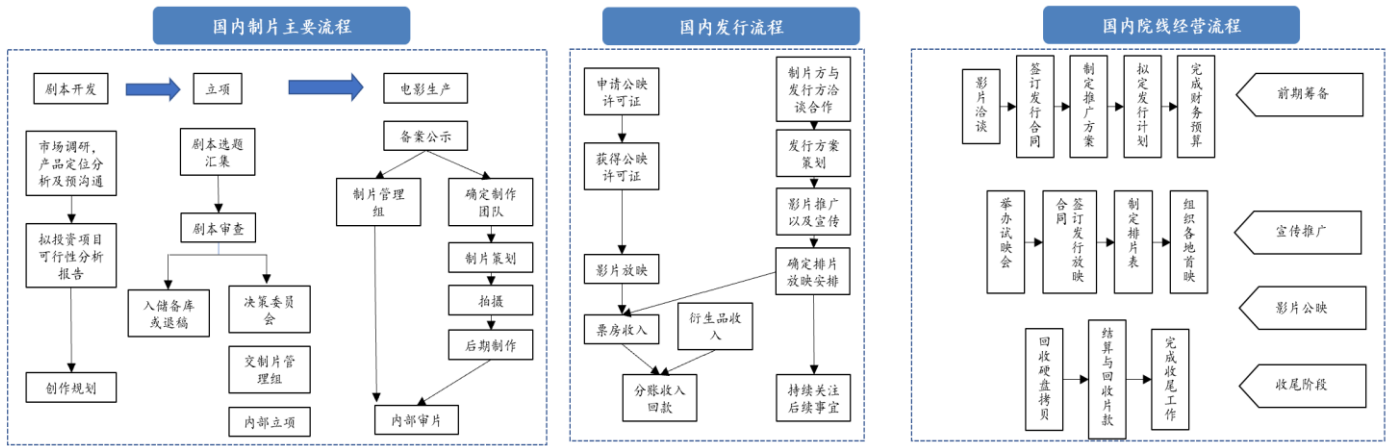 国内制片主要流程
剧本开发
立项
电影生产
市场调研，
产品定位分
析及预沟通
拟投资项目
可行性分析
报告
创作规划
剧本选题
汇集
剧本审查
入储备库
或退稿
决策委员
会
交制片管
理组
内部立项
备案公示
制片管理
组
确定制作
团队
制片策划
拍摄
后期制作
内部审片
国内发行流程
申请公映
许可证
获得公映
许可证
影片放映
票房收入
衍生品收
入
分账收入
回款
制片方与
发行方洽
谈合作
发行方案
策划
影片推广
以及宣传
确定排片
放映安排
持续关注
后续事宜
国内院线经营流程
影片洽谈
签订发行合同
制定推广方案
拟定发行计划
完成财务预算
前期筹备
举办试映会
签订发行放映
合同
制定排片表
组织各地首映
宣传推广
影片公映
回收硬盘拷贝
结算与回收片款
完成收尾工作
收尾阶段